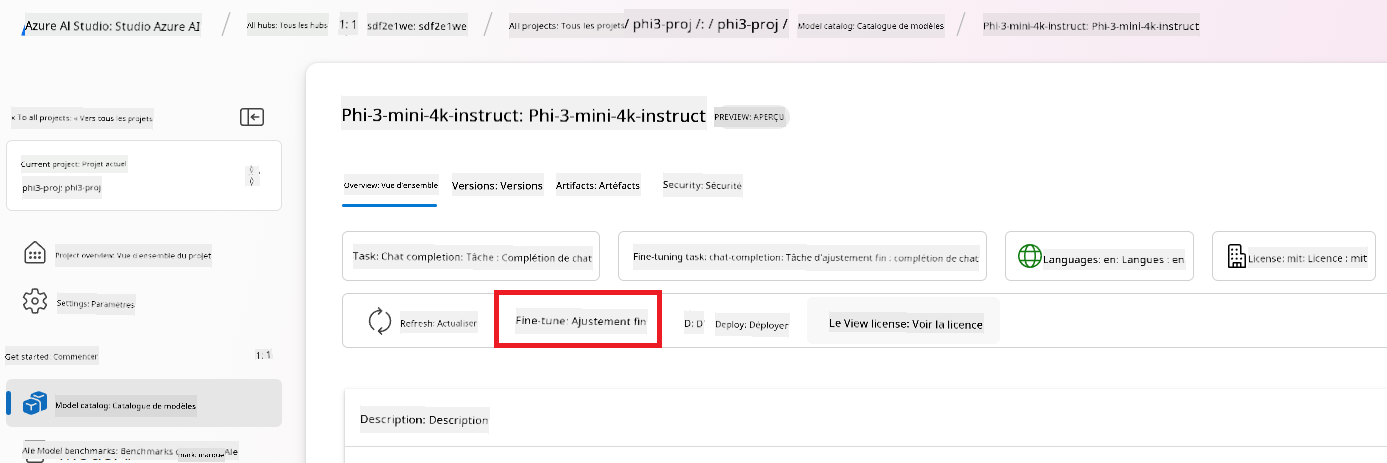 Azure AI Studio: Studio Azure AI / All hubs: Tous les hubs 1: 1 sdf2e1we: sdf2e1we / All projects: Tous les projets / phi3-proj /: / phi3-proj / Model catalog: Catalogue de modèles / Phi-3-mini-4k-instruct: Phi-3-mini-4k-instruct
« To all projects: « Vers tous les projets
Current project: Projet actuel
phi3-proj: phi3-proj
Project overview: Vue d'ensemble du projet
Settings: Paramètres
Get started: Commencer 1: 1
Model catalog: Catalogue de modèles
Model benchmarks: Benchmarks
Phi-3-mini-4k-instruct: Phi-3-mini-4k-instruct PREVIEW: APERÇU
Overview: Vue d'ensemble Versions: Versions Artifacts: Artéfacts Security: Sécurité
Task: Chat completion: Tâche : Complétion de chat Fine-tuning task: chat-completion: Tâche d'ajustement fin : complétion de chat Languages: en: Langues : en License: mit: Licence : mit
Refresh: Actualiser Fine-tune: Ajustement fin D: D' Deploy: Déployer Le View license: Voir la licence
Description: Description